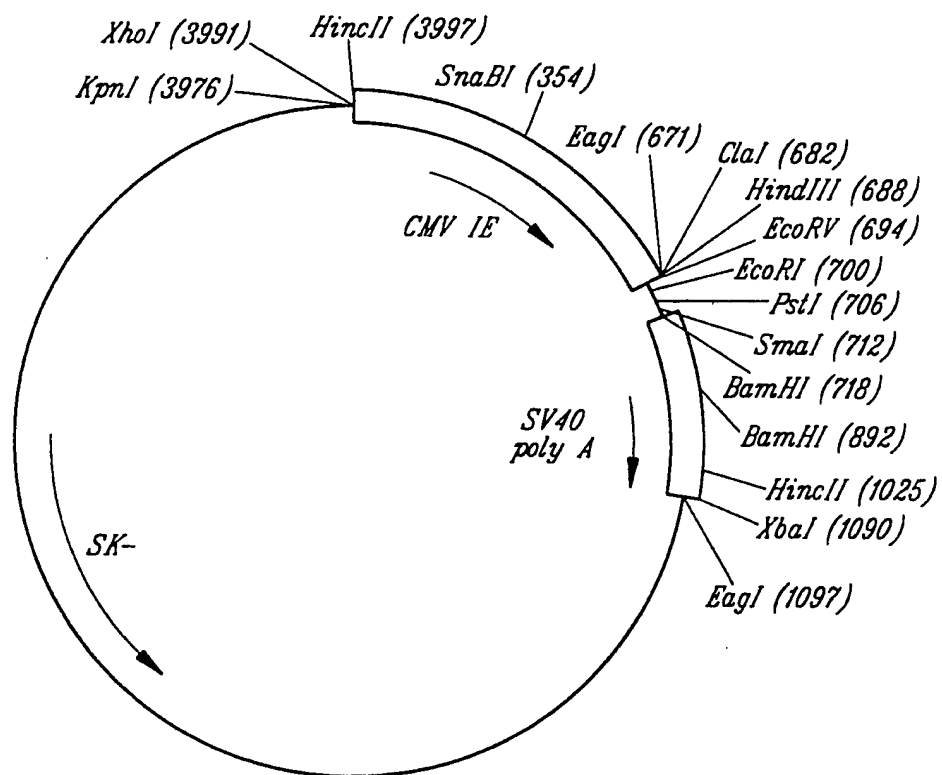 XhoI (3991)
HincII (3997)
KpnI (3976)
SnaBI (354)
EagI (671)
ClaI (682)
HindIII (688)
EcoRV (694)
EcoRI (700)
PstI (706)
SmaI (712)
BamHI (718)
BamHI (892)
HincII (1025)
XbaI (1090)
EagI (1097)
CMV IE
SV40
poly A
SK-